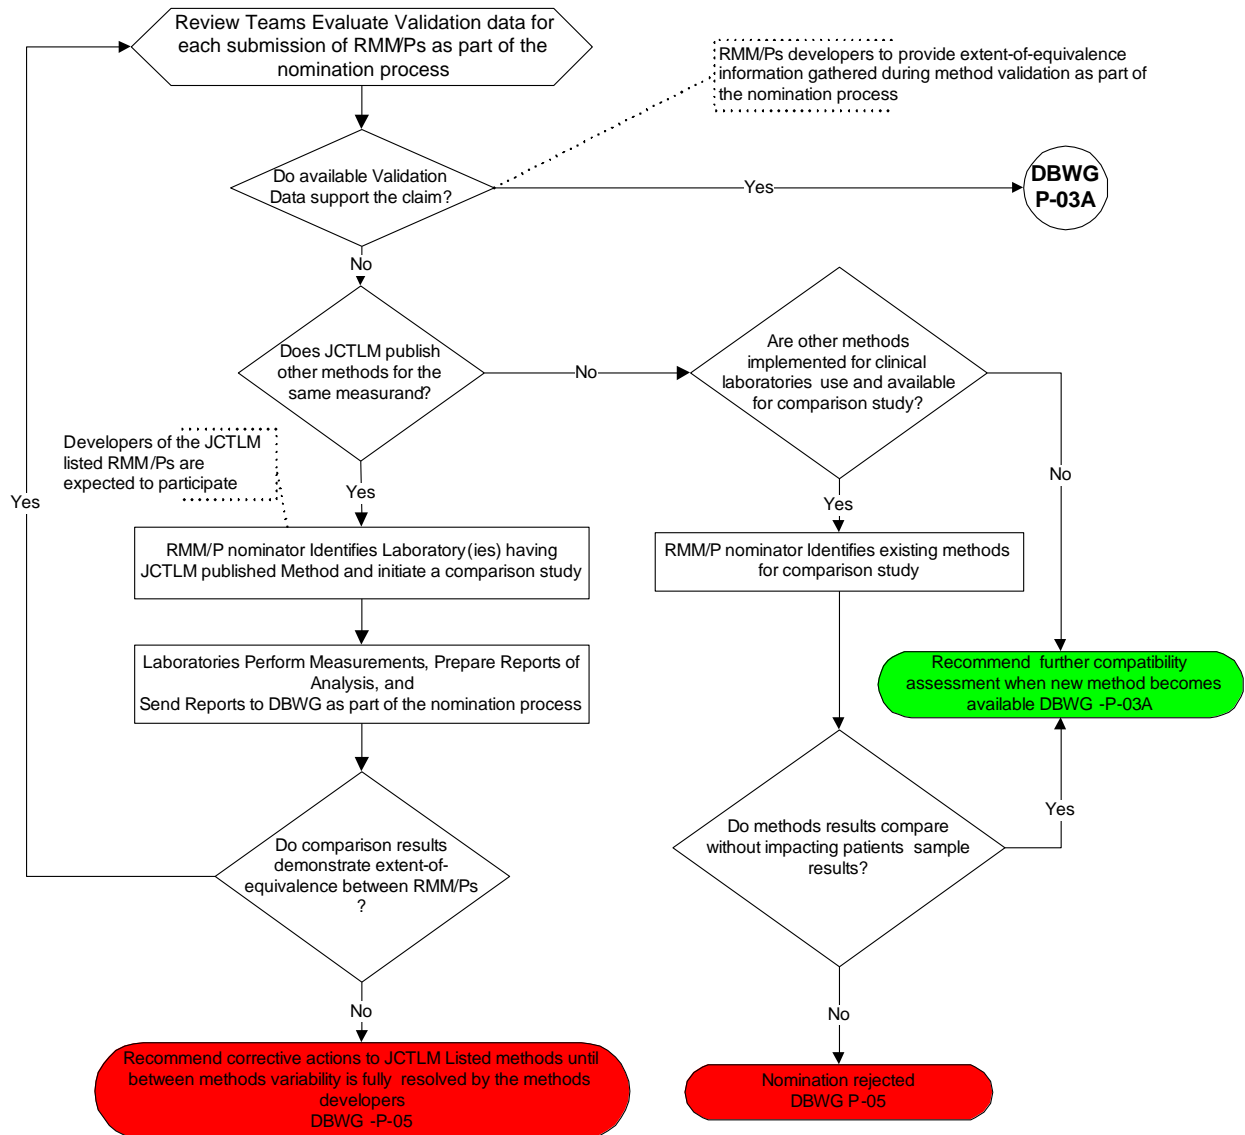 Review Teams Evaluate Validation data for
each submission of RMM/Ps as part of the
nomination process
RMM/Ps developers to provide extent-of-equivalence
information gathered during method validation as part of
the nomination process
Do available Validation
Data support the claim?
Yes
DBWG
P-03A
No
Does JCTLM publish
other methods for the
same measurand?
No
Are other methods
implemented for clinical
laboratories use and available
for comparison study?
Developers of the JCTLM
listed RMM/Ps are
expected to participate
Yes
Yes
Yes
No
RMM/P nominator Identifies Laboratory(ies) having
JCTLM published Method and initiate a comparison study
RMM/P nominator Identifies existing methods
for comparison study
Laboratories Perform Measurements, Prepare Reports of
Analysis, and
Send Reports to DBWG as part of the nomination process
Recommend further compatibility
assessment when new method becomes
available DBWG -P-03A
Do comparison results
demonstrate extent-of-
equivalence between RMM/Ps
?
Do methods results compare
without impacting patients sample
results?
Yes
No
No
Recommend corrective actions to JCTLM Listed methods until
between methods variability is fully resolved by the methods
developers
DBWG -P-05
Nomination rejected
DBWG P-05